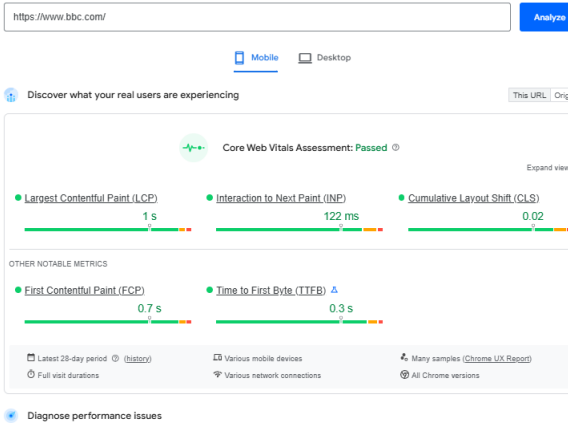 https://www.bbc.com/
Analyze
Mobile
Desktop
Discover what your real users are experiencing
This URL
Core Web Vitals Assessment: Passed
Expand view
Largest Contentful Paint (LCP)
1 s
Interaction to Next Paint (INP)
122 ms
Cumulative Layout Shift (CLS)
0.02
OTHER NOTABLE METRICS
First Contentful Paint (FCP)
0.7 s
Time to First Byte (TTFB)
0.3 s
Latest 28-day period (history)
Various mobile devices
Many samples (Chrome UX Report)
Full visit durations
Various network connections
All Chrome versions
Diagnose performance issues